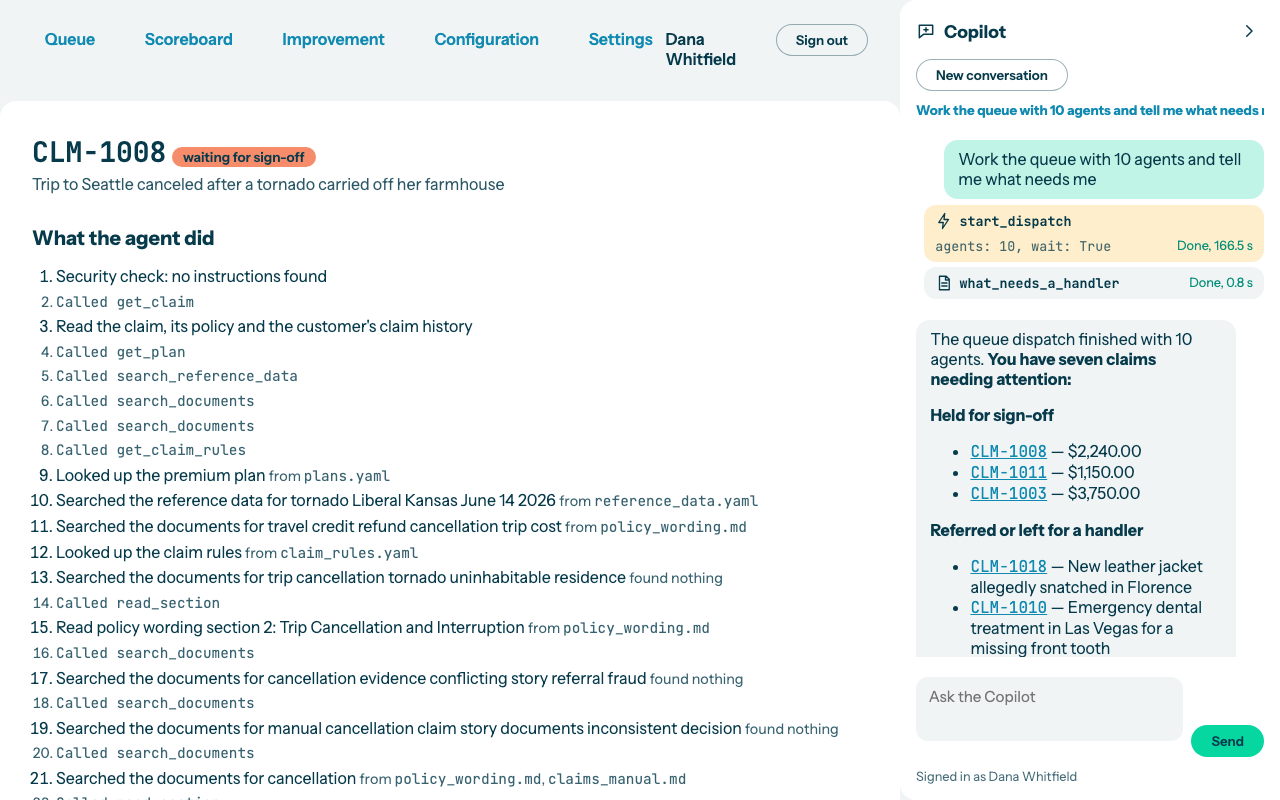 Queue
Scoreboard
Improvement
Configuration
Settings
Dana Whitfield
Sign out
CLM-1008 waiting for sign-off
Trip to Seattle canceled after a tornado carried off her farmhouse
What the agent did
1. Security check: no instructions found
2. Called get_claim
3. Read the claim, its policy and the customer's claim history
4. Called get_plan
5. Called search_reference_data
6. Called search_documents
7. Called search_documents
8. Called get_claim_rules
9. Looked up the premium plan from plans.yaml
10. Searched the reference data for tornado Liberal Kansas June 14 2026 from reference_data.yaml
11. Searched the documents for travel credit refund cancellation trip cost from policy_wording.md
12. Looked up the claim rules from claim_rules.yaml
13. Searched the documents for trip cancellation tornado uninhabitable residence found nothing
14. Called read_section
15. Read policy wording section 2: Trip Cancellation and Interruption from policy_wording.md
16. Called search_documents
17. Searched the documents for cancellation evidence conflicting story referral fraud found nothing
18. Called search_documents
19. Searched the documents for manual cancellation claim story documents inconsistent decision found nothing
20. Called search_documents
21. Searched the documents for cancellation from policy_wording.md, claims_manual.md
Copilot
New conversation
Work the queue with 10 agents and tell me what needs
Work the queue with 10 agents and tell
me what needs me
start_dispatch
agents: 10, wait: True
Done, 166.5 s
what_needs_a_handler
Done, 0.8 s
The queue dispatch finished with 10
agents. You have seven claims
needing attention:
Held for sign-off
CLM-1008 — $2,240.00
CLM-1011 — $1,150.00
CLM-1003 — $3,750.00
Referred or left for a handler
CLM-1018 — New leather jacket
allegedly snatched in Florence
CLM-1010 — Emergency dental
treatment in Las Vegas for a
missing front tooth
Ask the Copilot
Send
Signed in as Dana Whitfield